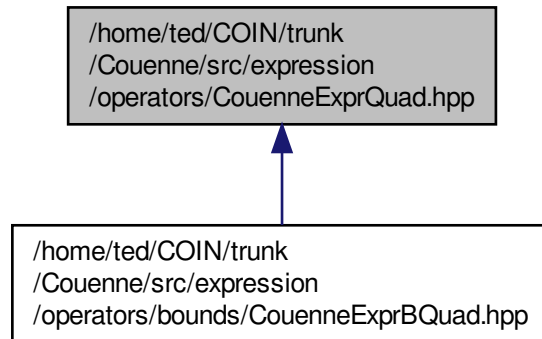 /home/ted/COIN/trunk
/Couenne/src/expression
/operators/CouenneExprQuad.hpp
/home/ted/COIN/trunk
/Couenne/src/expression
/operators/bounds/CouenneExprBQuad.hpp